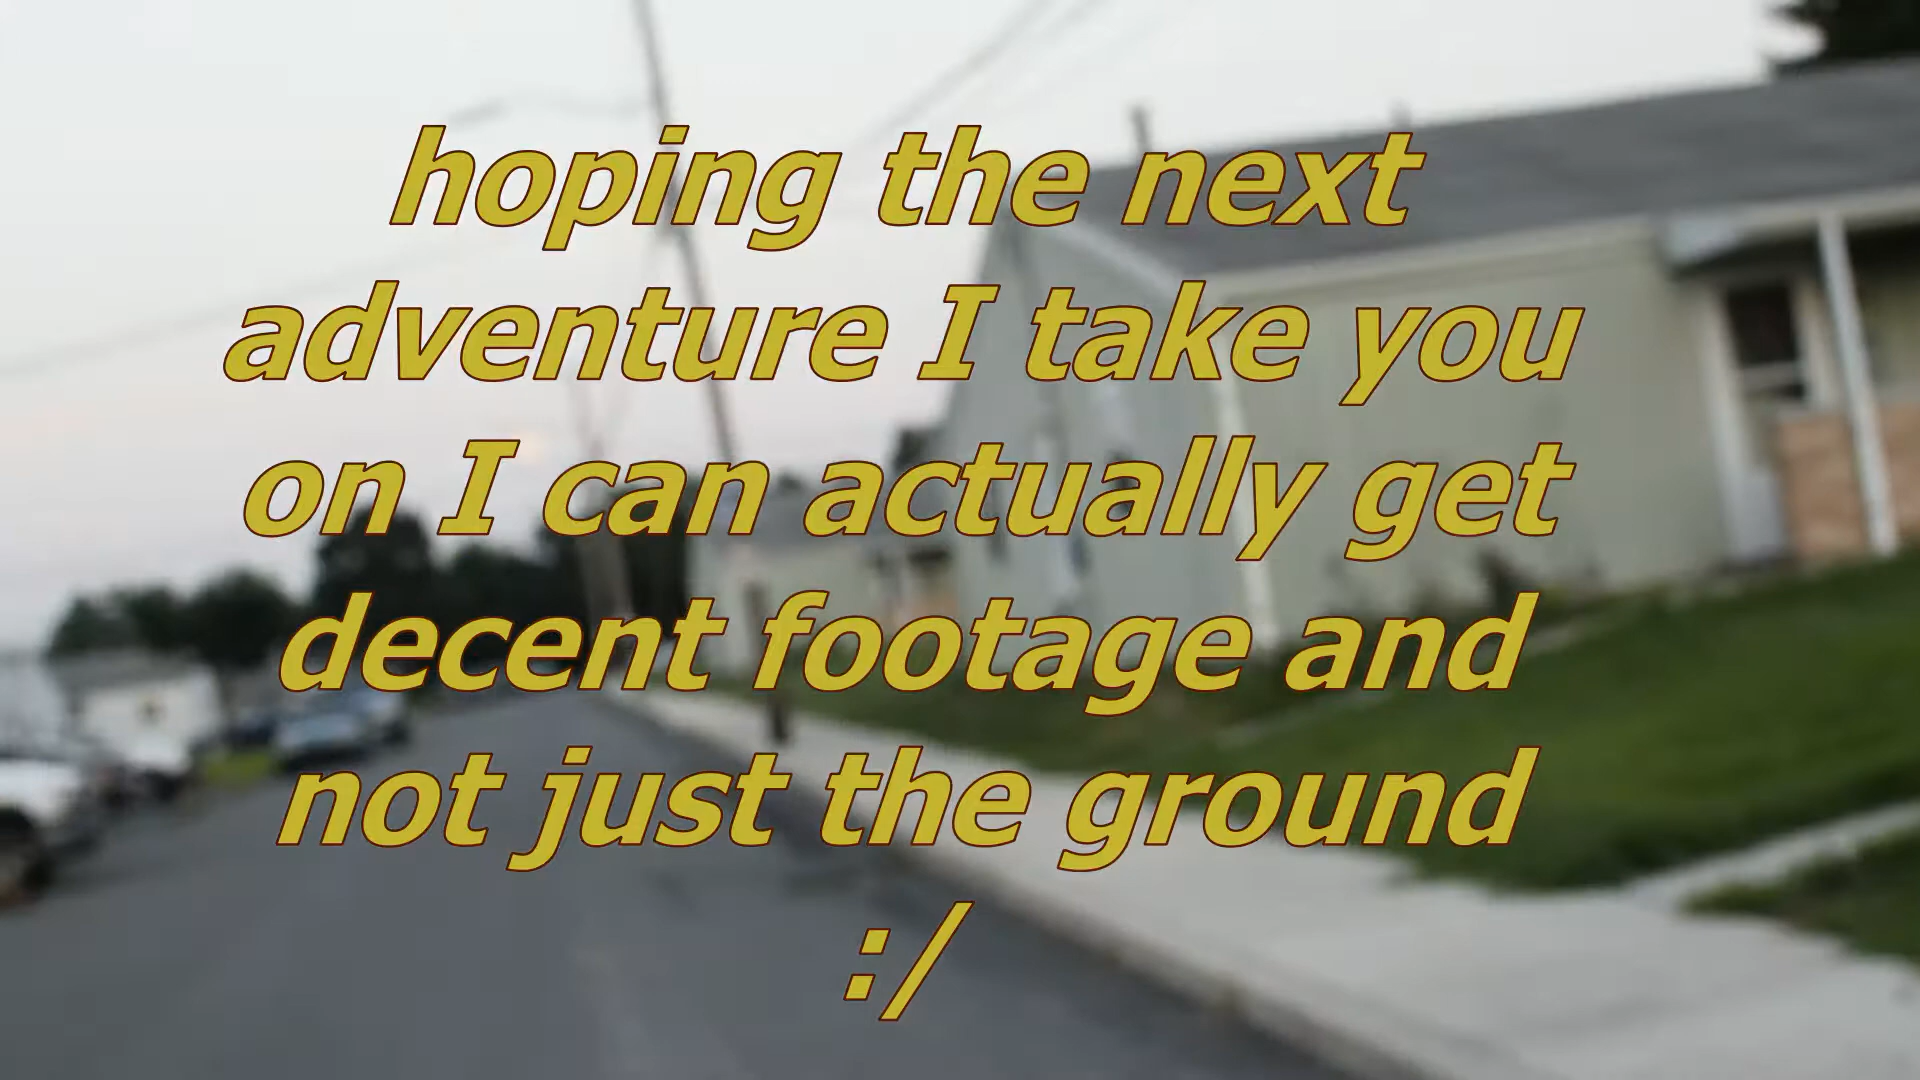 hoping the next
adventure I take you
on I can actually get
decent footage and
not just the ground
:/